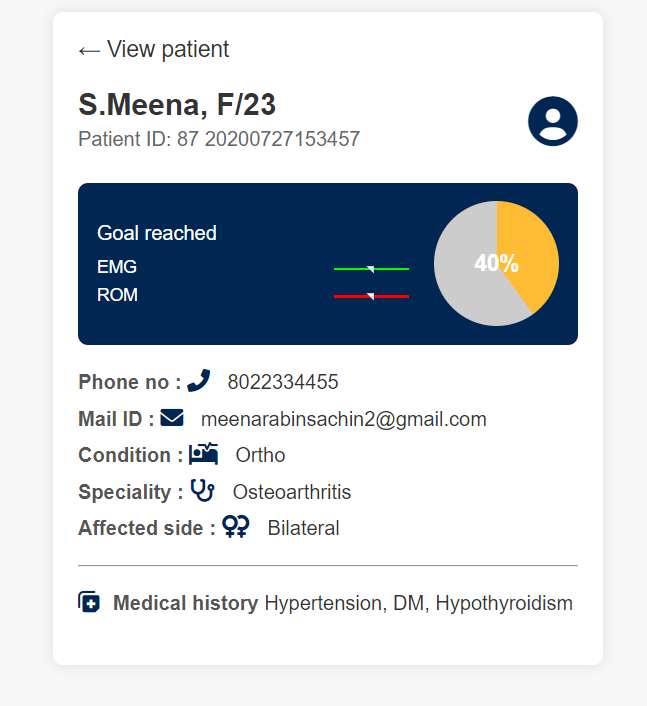 ← View patient
S.Meena, F/23
Patient ID: 87 20200727153457
Goal reached
EMG
ROM
40%
Phone no : 8022334455
Mail ID : meenarabinsachin2@gmail.com
Condition : Ortho
Speciality : Osteoarthritis
Affected side : Bilateral
Medical history Hypertension, DM, Hypothyroidism